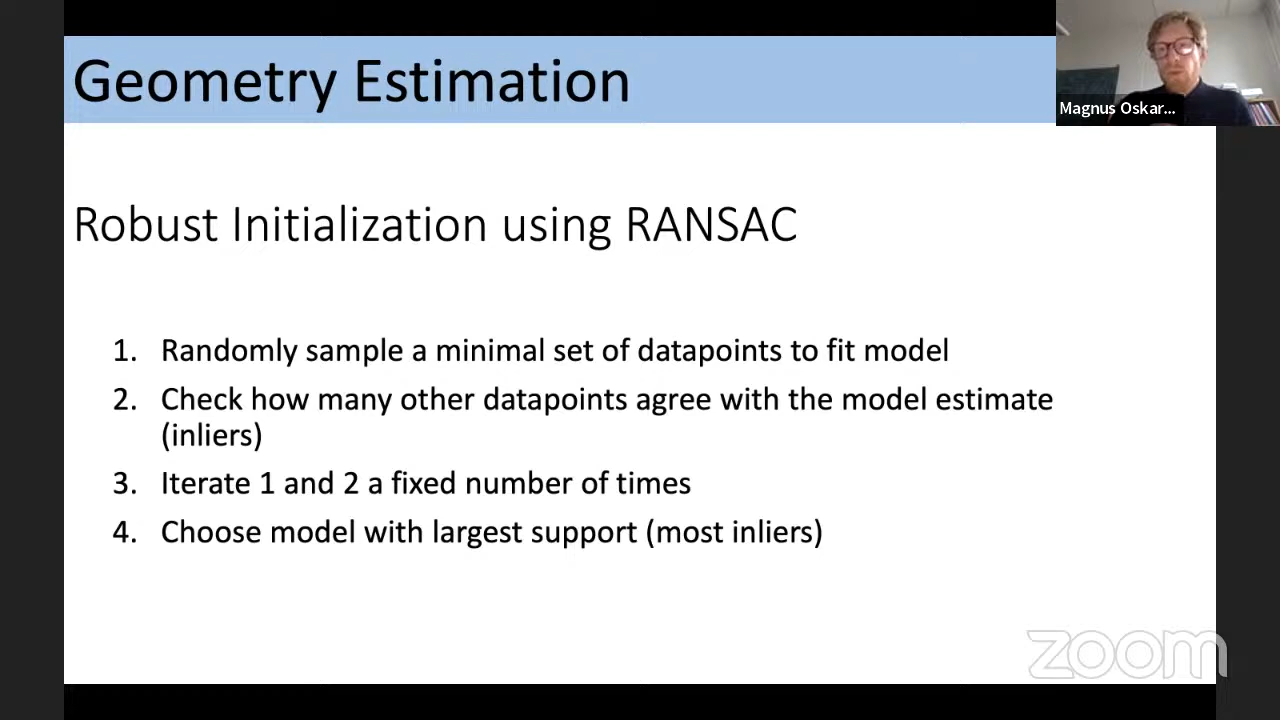 Geometry Estimation
Magnus Oskar...
Robust Initialization using RANSAC
1. Randomly sample a minimal set of datapoints to fit model
2. Check how many other datapoints agree with the model estimate
(inliers)
3. Iterate 1 and 2 a fixed number of times
4. Choose model with largest support (most inliers)
zoom